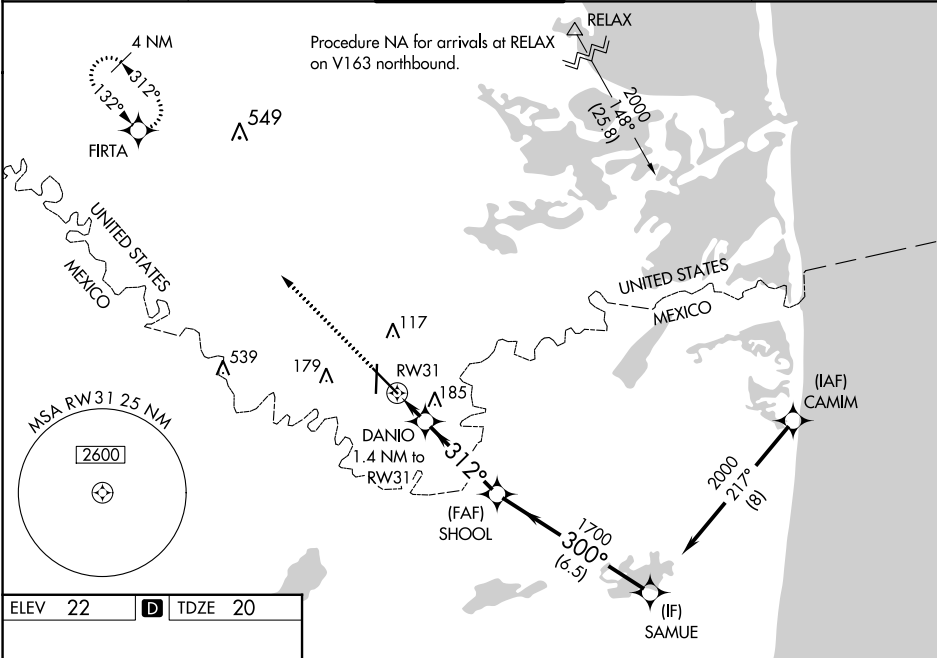 4 NM
312°
132°
FIRTA
549
Procedure NA for arrivals at RELAX
on V163 northbound.
RELAX
2000
148°
(25.8)
UNITED STATES
MEXICO
UNITED STATES
MEXICO
117
539
179
RW31
185
DANIO
1.4 NM to
RW31
312°
(FAF)
SHOOL
1700
300°
(6.5)
(IAF)
CAMIM
2000
217°
(8)
(IF)
SAMUE
MSA RW 31 25 NM
2600
ELEV 22 D TDZE 20